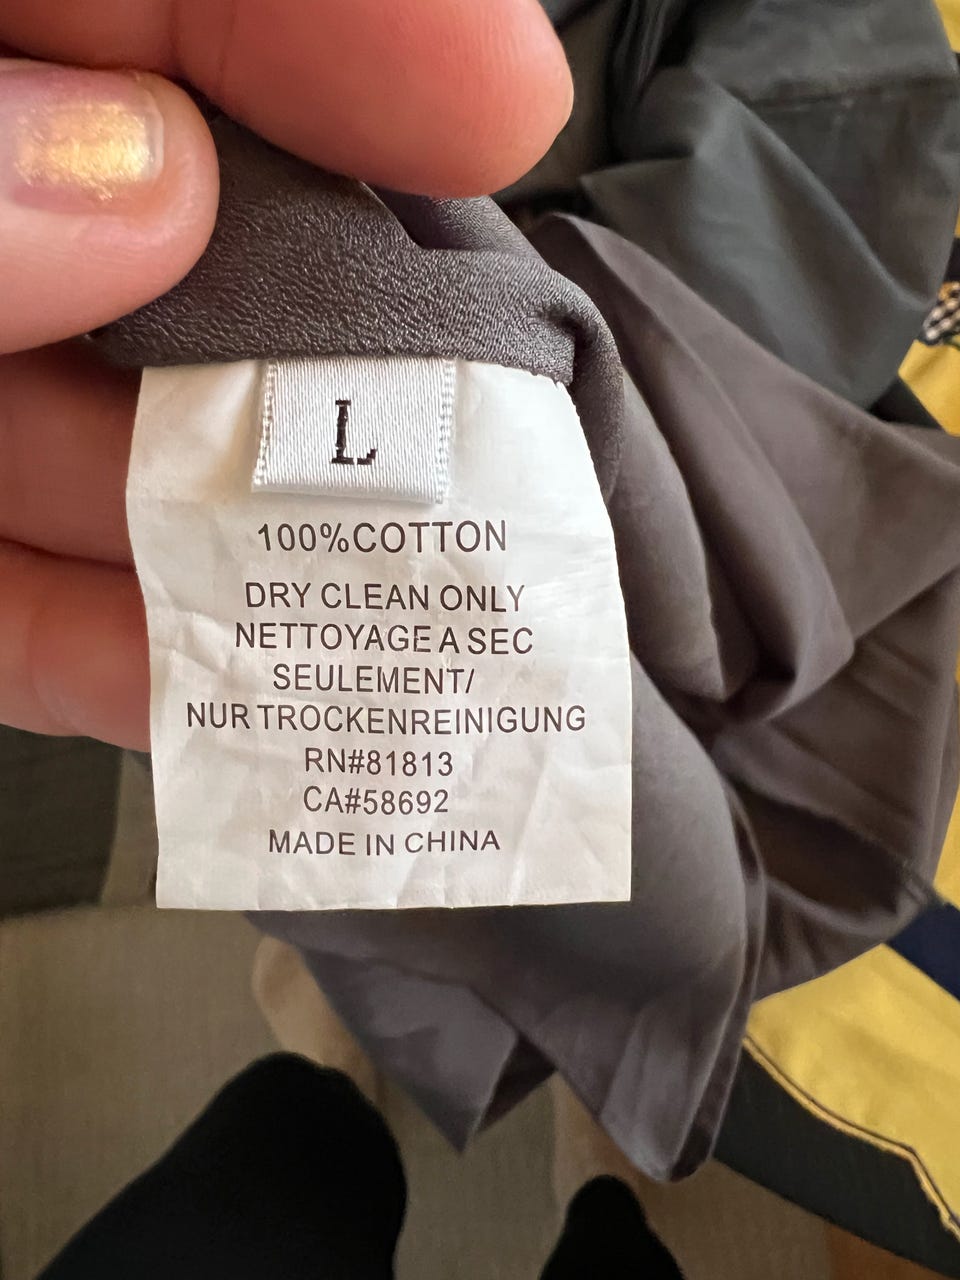 L
100%COTTON
DRY CLEAN ONLY
NETTOYAGE A SEC
SEULEMENT/
NUR TROCKENREINIGUNG
RN#81813
CA#58692
MADE IN CHINA